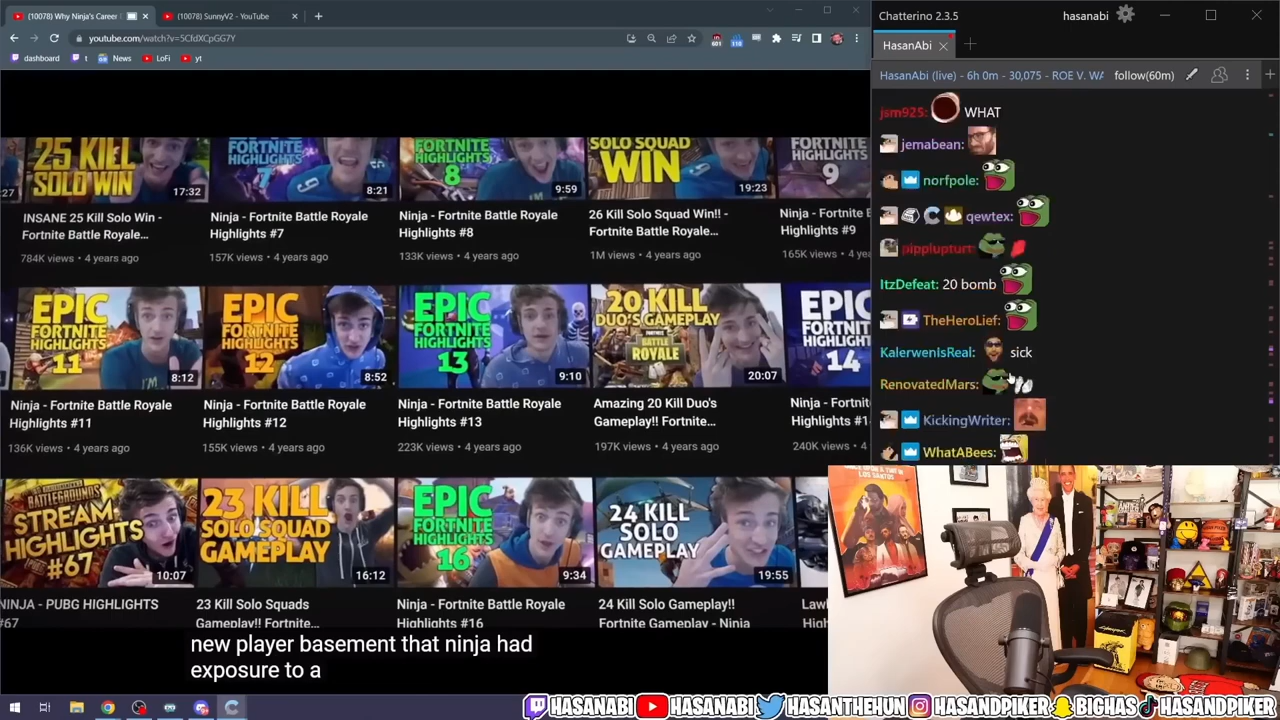 (10078) Why Ninja's Career
(10078) SunnyV2 - YouTube
youtube.com/watch?v=5CfdXCpGG7Y
601
110
dashboard
t
News
LoFi
yt
Chatterino 2.3.5
hasanabi
HasanAbi
HasanAbi (live) - 6h 0m - 30,075 - ROE V. WA
follow(60m)
jsm925: WHAT
jemabean:
norfpole:
qewtex:
pipplupturt:
ItzDefeat: 20 bomb
TheHeroLief:
KalerwenIsReal: sick
RenovatedMars:
KickingWriter:
WhatABees:
:27
25 KILL
SOLO WIN
17:32
FORTNITE
HIGHLIGHTS
7
8:21
FORTNITE
HIGHLIGHTS
8
9:59
SOLO SQUAD
WIN
19:23
FORTNITE
HIGHLIGHTS
9
INSANE 25 Kill Solo Win -
Fortnite Battle Royale...
784K views • 4 years ago
Ninja - Fortnite Battle Royale
Highlights #7
157K views • 4 years ago
Ninja - Fortnite Battle Royale
Highlights #8
133K views • 4 years ago
26 Kill Solo Squad Win!! -
Fortnite Battle Royale...
1M views • 4 years ago
Ninja - Fortnite
Highlights #9
165K views • 4
EPIC
FORTNITE
HIGHLIGHTS
11
8:12
EPIC
FORTNITE
HIGHLIGHTS
12
8:52
EPIC
FORTNITE
HIGHLIGHTS
13
9:10
20 KILL
DUO'S GAMEPLAY
FORTNITE
BATTLE
ROYALE
20:07
EPIC
FORTNITE
HIGHLIGHTS
14
Ninja - Fortnite Battle Royale
Highlights #11
136K views • 4 years ago
Ninja - Fortnite Battle Royale
Highlights #12
155K views • 4 years ago
Ninja - Fortnite Battle Royale
Highlights #13
223K views • 4 years ago
Amazing 20 Kill Duo's
Gameplay!! Fortnite...
197K views • 4 years ago
Ninja - Fortnite
Highlights #1
240K views • 4
BATTLEGROUNDS
STREAM
HIGHLIGHTS
#67
10:07
23 KILL
SOLO SQUAD
GAMEPLAY
16:12
EPIC
FORTNITE
HIGHLIGHTS
16
9:34
24 KILL
SOLO
GAMEPLAY
19:55
NINJA - PUBG HIGHLIGHTS
#67
23 Kill Solo Squads
Gameplay!! Fortnite...
Ninja - Fortnite Battle Royale
Highlights #16
24 Kill Solo Gameplay!!
Fortnite Gameplay - Ninja
new player basement that ninja had
exposure to a
LOS SANTOS
HASANABI
HASANABI
HASANTHEHUN
HASANDPIKER
BIGHAS
HASANDPIKER